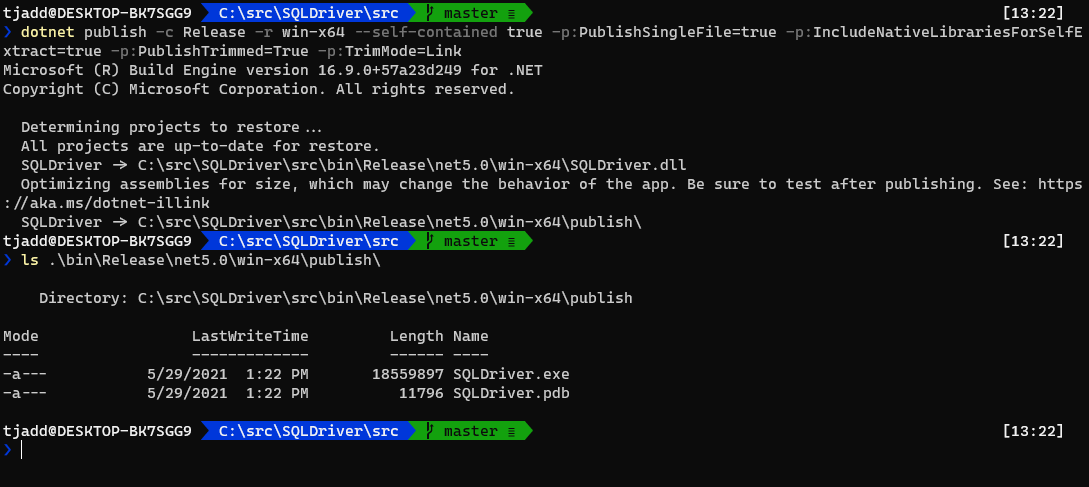 tjadd@DESKTOP-BK7SGG9 C:\src\SQLDriver\src master ≡ [13:22]
❯ dotnet publish -c Release -r win-x64 --self-contained true -p:PublishSingleFile=true -p:IncludeNativeLibrariesForSelfE
xtract=true -p:PublishTrimmed=True -p:TrimMode=Link
Microsoft (R) Build Engine version 16.9.0+57a23d249 for .NET
Copyright (C) Microsoft Corporation. All rights reserved.
Determining projects to restore...
All projects are up-to-date for restore.
SQLDriver -> C:\src\SQLDriver\src\bin\Release\net5.0\win-x64\SQLDriver.dll
Optimizing assemblies for size, which may change the behavior of the app. Be sure to test after publishing. See: https
://aka.ms/dotnet-illink
SQLDriver -> C:\src\SQLDriver\src\bin\Release\net5.0\win-x64\publish\
tjadd@DESKTOP-BK7SGG9 C:\src\SQLDriver\src master ≡ [13:22]
❯ ls .\bin\Release\net5.0\win-x64\publish\
Directory: C:\src\SQLDriver\src\bin\Release\net5.0\win-x64\publish
Mode LastWriteTime Length Name
---- ------------- ------ ----
-a--- 5/29/2021 1:22 PM 18559897 SQLDriver.exe
-a--- 5/29/2021 1:22 PM 11796 SQLDriver.pdb
tjadd@DESKTOP-BK7SGG9 C:\src\SQLDriver\src master ≡ [13:22]
❯